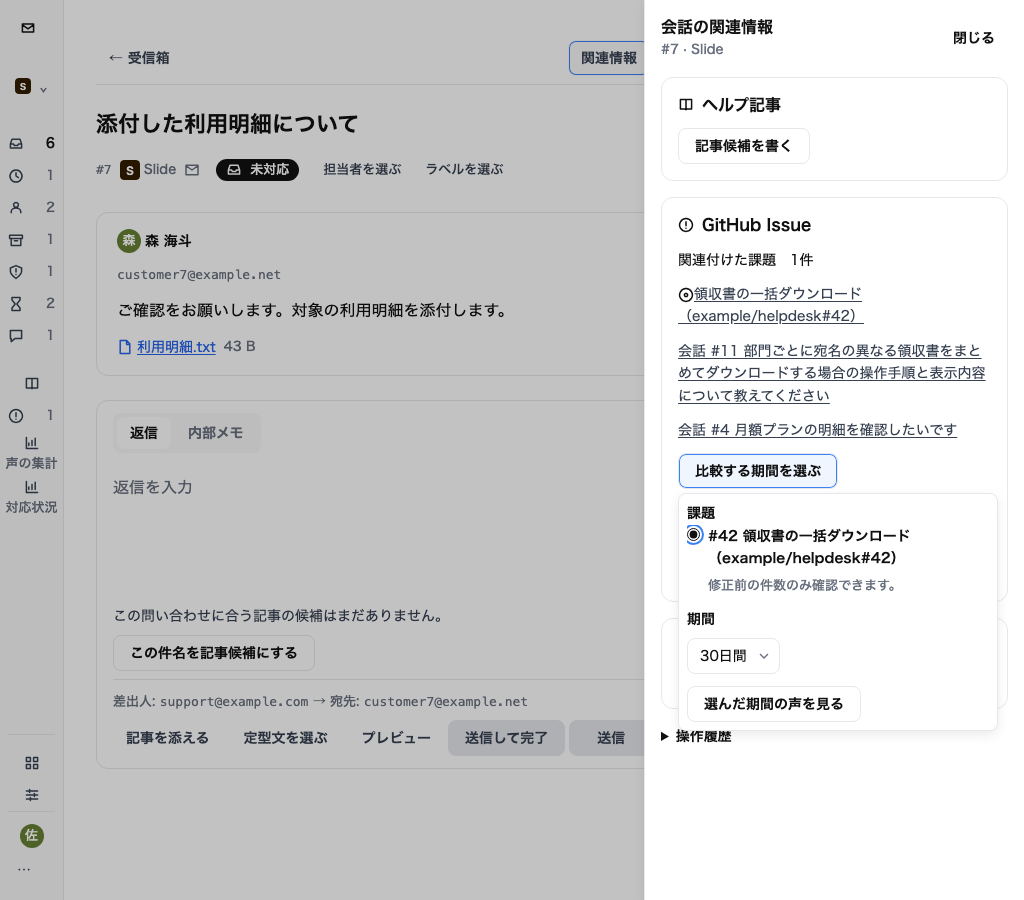 S
6
1
2
1
1
2
1
1
声の集計
対応状況
佐
…
← 受信箱
関連情報
添付した利用明細について
#7 S Slide 未対応 担当者を選ぶ ラベルを選ぶ
森 森 海斗
customer7@example.net
ご確認をお願いします。対象の利用明細を添付します。
利用明細.txt 43 B
返信 内部メモ
返信を入力
この問い合わせに合う記事の候補はまだありません。
この件名を記事候補にする
差出人: support@example.com → 宛先: customer7@example.net
記事を添える 定型文を選ぶ プレビュー 送信して完了 送信
会話の関連情報
#7 · Slide
閉じる
ヘルプ記事
記事候補を書く
GitHub Issue
関連付けた課題 1件
領収書の一括ダウンロード
（example/helpdesk#42）
会話 #11 部門ごとに宛名の異なる領収書をまと
めてダウンロードする場合の操作手順と表示内容
について教えてください
会話 #4 月額プランの明細を確認したいです
比較する期間を選ぶ
課題
#42 領収書の一括ダウンロード
（example/helpdesk#42）
修正前の件数のみ確認できます。
期間
30日間
選んだ期間の声を見る
▶ 操作履歴